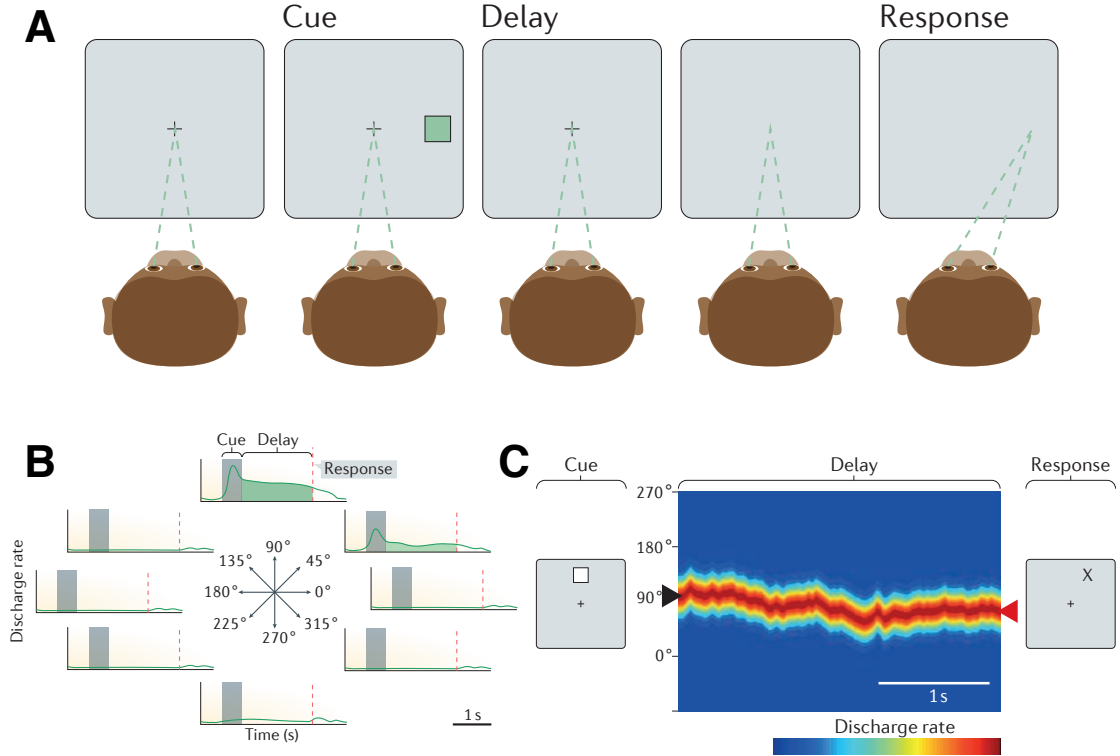 A
Cue
Delay
Response
B
Cue
Delay
Response
Discharge rate
90°
135°
45°
180°
0°
225°
315°
270°
Time (s)
1 s
C
Cue
Delay
Response
270°
180°
90°
0°
X
1 s
Discharge rate